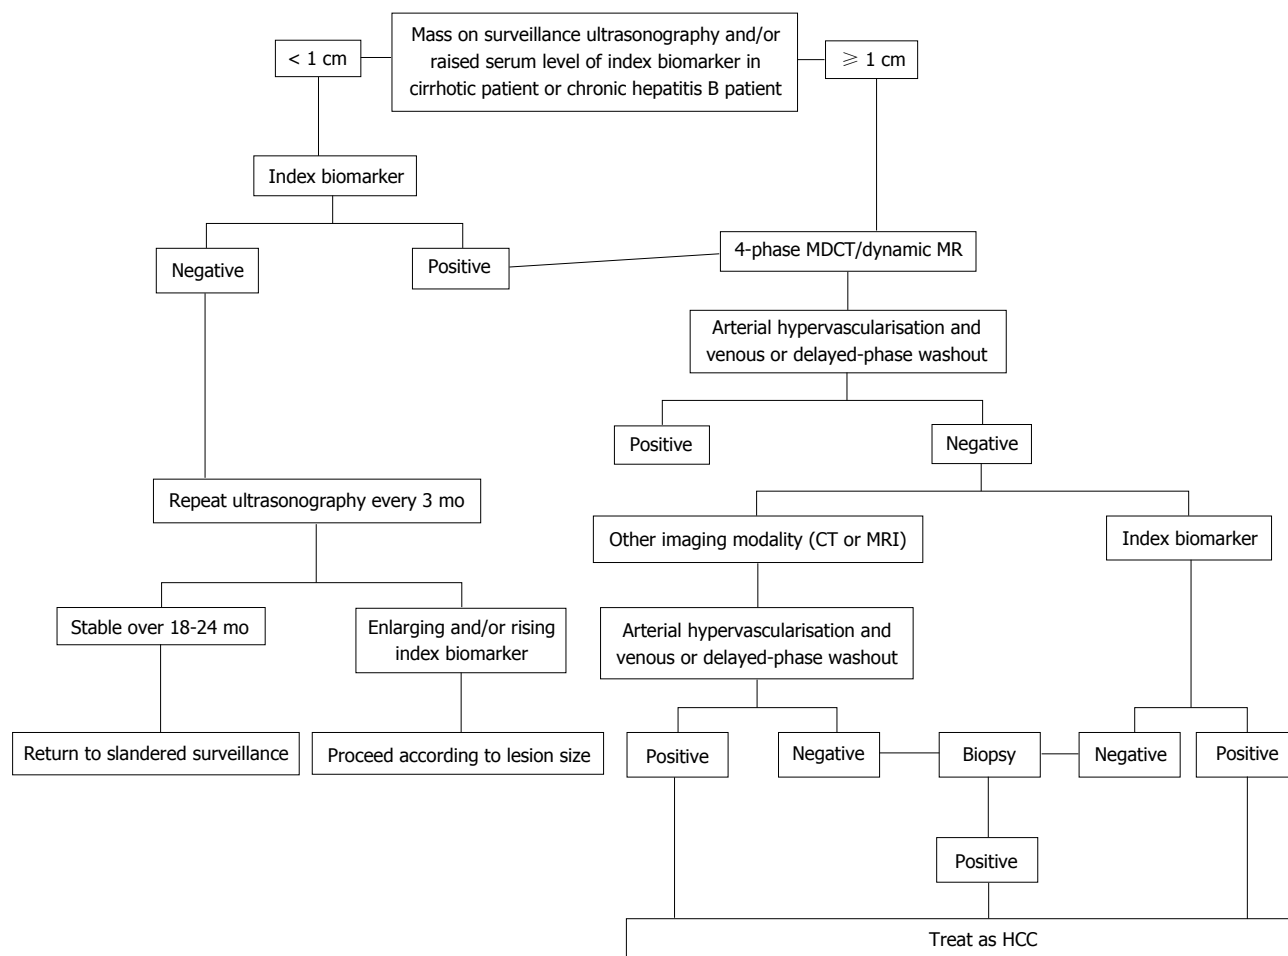 Mass on surveillance ultrasonography and/or
raised serum level of index biomarker in
cirrhotic patient or chronic hepatitis B patient
< 1 cm
⩾ 1 cm
Index biomarker
Negative
Positive
4-phase MDCT/dynamic MR
Arterial hypervascularisation and
venous or delayed-phase washout
Positive
Negative
Repeat ultrasonography every 3 mo
Other imaging modality (CT or MRI)
Index biomarker
Stable over 18-24 mo
Enlarging and/or rising
index biomarker
Arterial hypervascularisation and
venous or delayed-phase washout
Return to slandered surveillance
Proceed according to lesion size
Positive
Negative
Biopsy
Negative
Positive
Positive
Treat as HCC